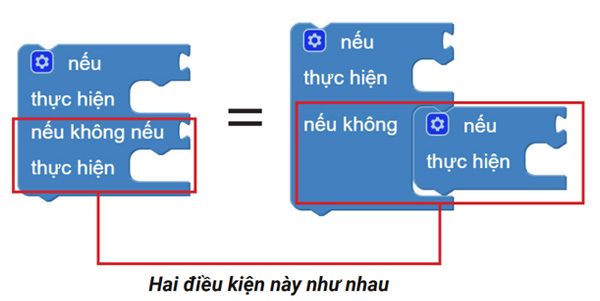 nếu
thực hiện
nếu không nếu
thực hiện
=
nếu
thực hiện
nếu không
nếu
thực hiện
Hai điều kiện này như nhau